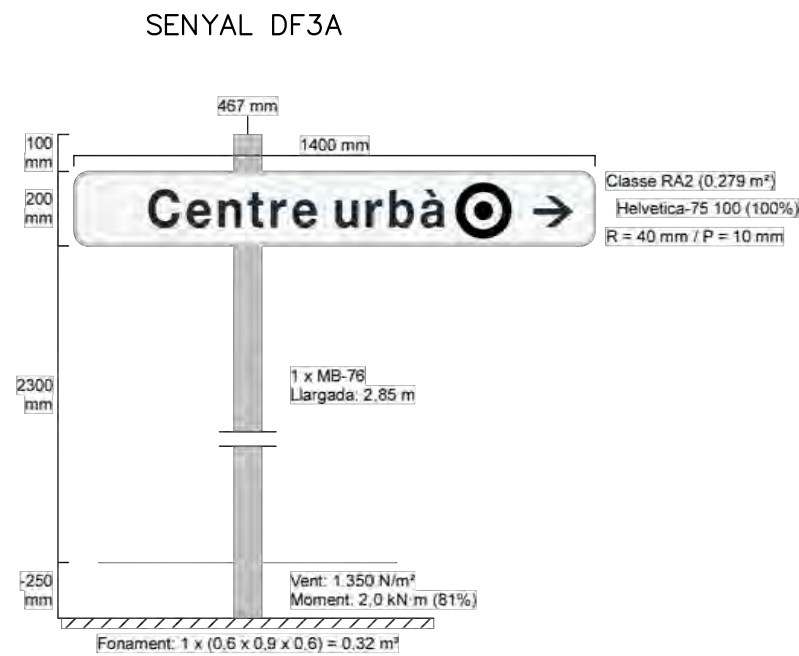 SENYAL DF3A
467 mm
100
mm
1400 mm
200
mm
Centre urbà
Classe RA2 (0,279 m²)
Helvetica-75 100 (100%)
R = 40 mm / P = 10 mm
2300
mm
1 x MB-76
Llargada: 2,85 m
-250
mm
Vent: 1.350 N/m²
Moment: 2,0 kN·m (81%)
Fonament: 1 x (0,6 x 0,9 x 0,6) = 0,32 m³